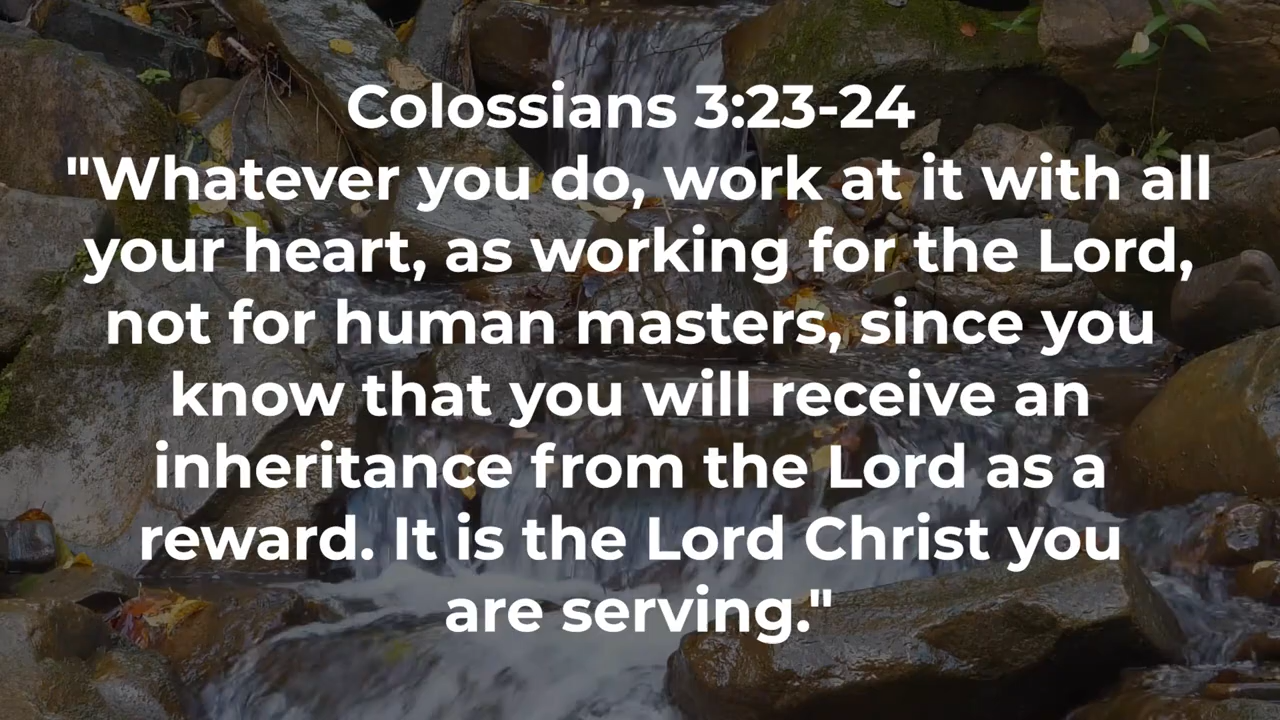 Colossians 3:23-24
"Whatever you do, work at it with all
your heart, as working for the Lord,
not for human masters, since you
know that you will receive an
inheritance from the Lord as a
reward. It is the Lord Christ you
are serving."